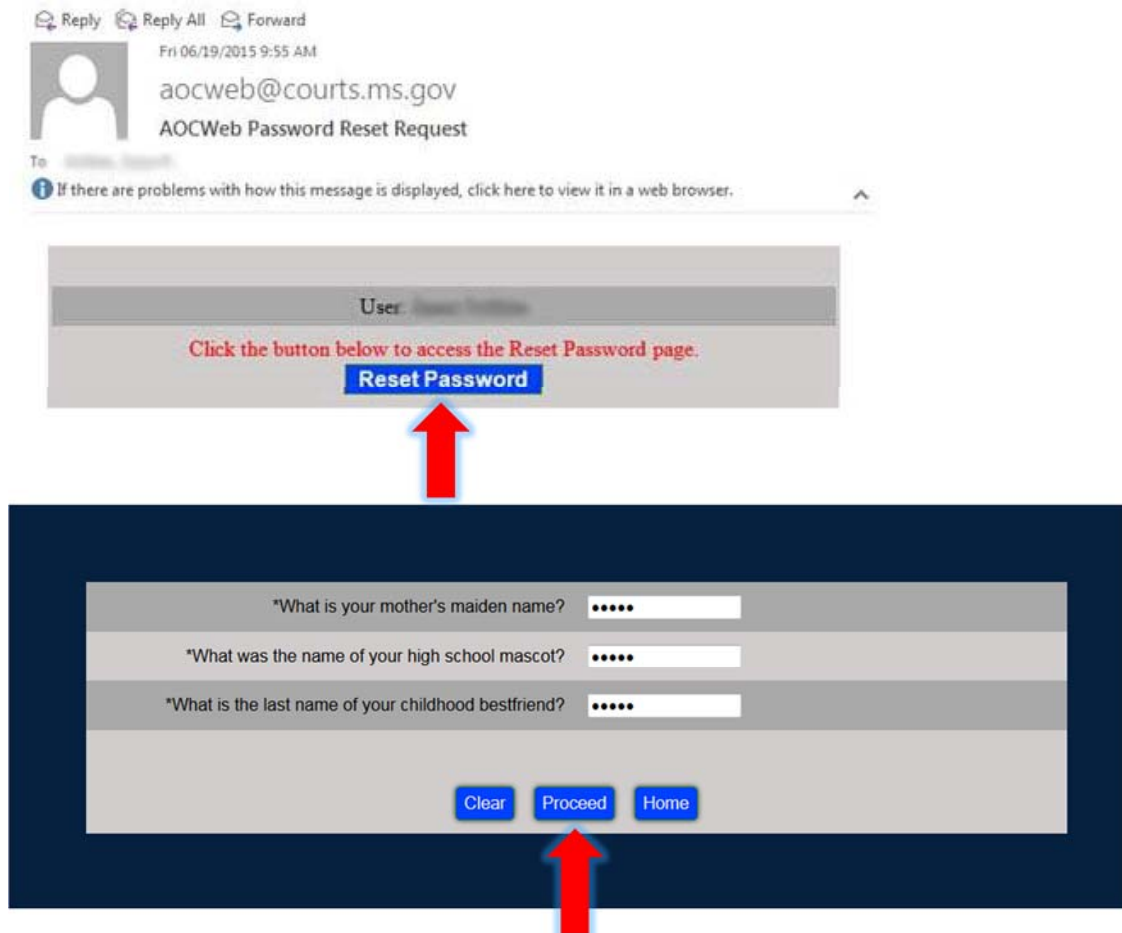 Reply Reply All Forward
Fri 06/19/2015 9:55 AM
aocweb@courts.ms.gov
AOCWeb Password Reset Request
To
If there are problems with how this message is displayed, click here to view it in a web browser.
User:
Click the button below to access the Reset Password page.
Reset Password
*What is your mother's maiden name? •••••
*What was the name of your high school mascot? •••••
*What is the last name of your childhood bestfriend? •••••
Clear Proceed Home